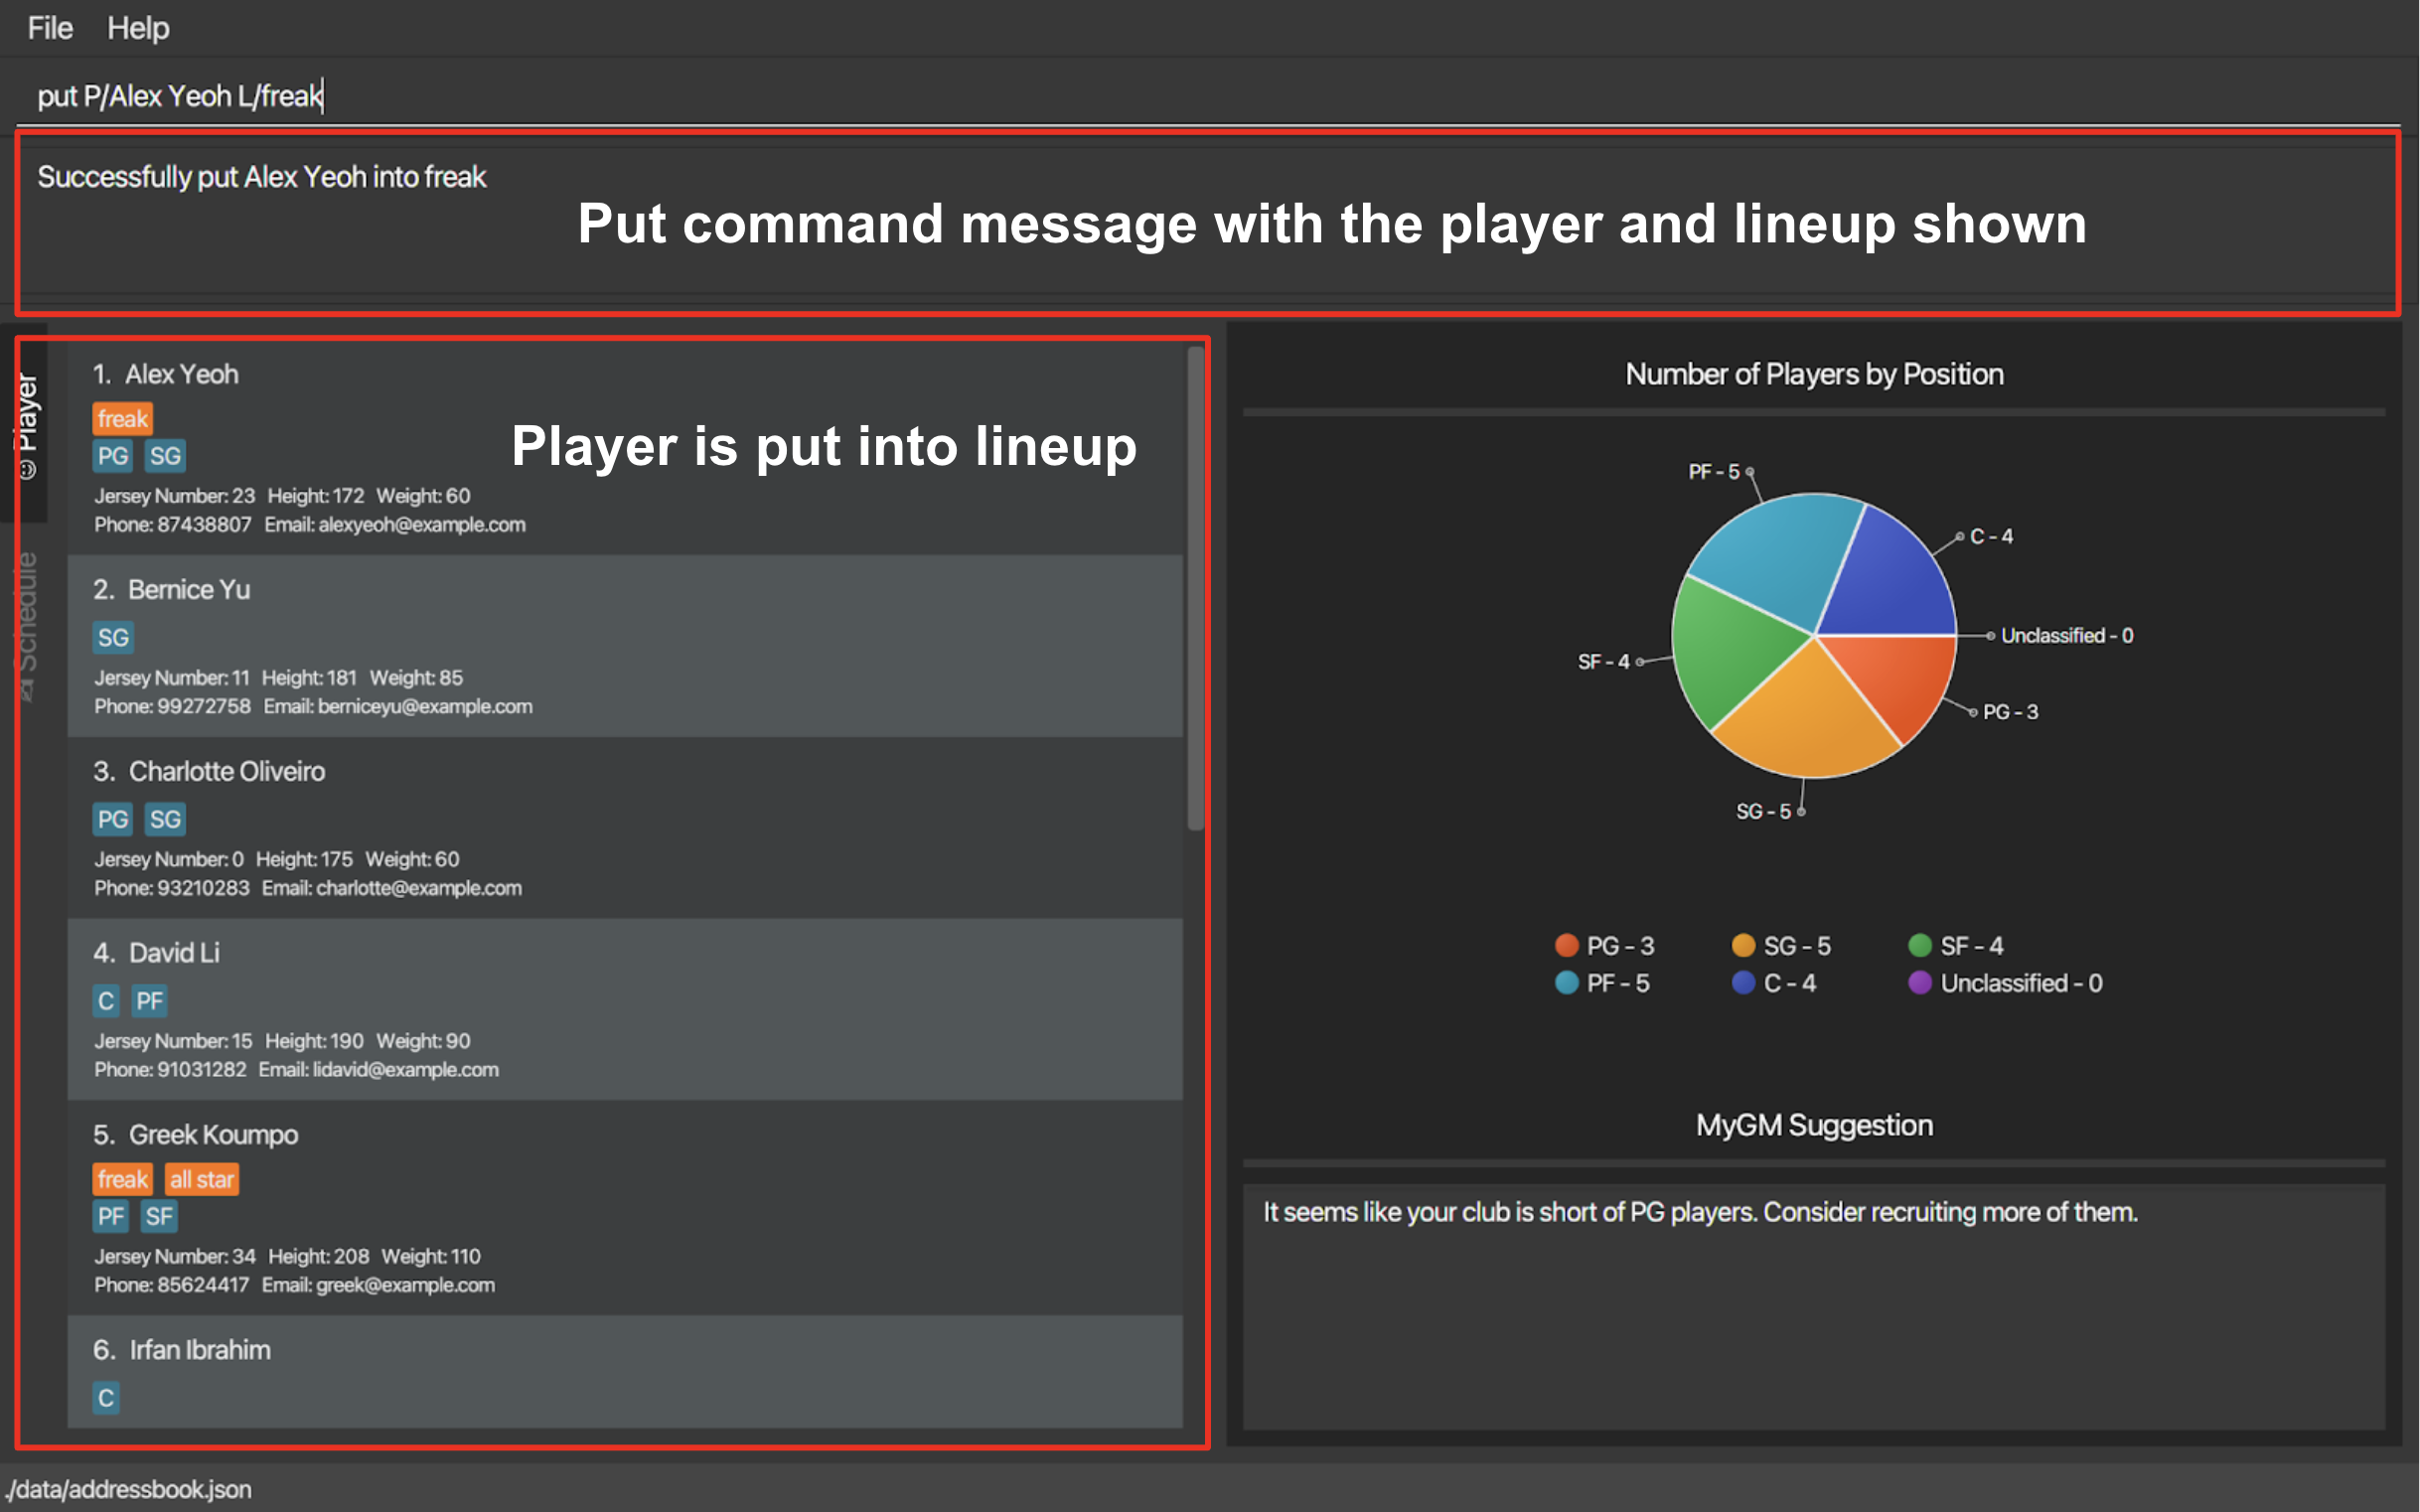 File Help
put P/Alex Yeoh L/freak
Successfully put Alex Yeoh into freak
Put command message with the player and lineup shown
Player
Schedule
1. Alex Yeoh
freak
PG SG
Player is put into lineup
Jersey Number: 23 Height: 172 Weight: 60
Phone: 87438807 Email: alexyeoh@example.com
2. Bernice Yu
SG
Jersey Number: 11 Height: 181 Weight: 85
Phone: 99272758 Email: berniceyu@example.com
3. Charlotte Oliveiro
PG SG
Jersey Number: 0 Height: 175 Weight: 60
Phone: 93210283 Email: charlotte@example.com
4. David Li
C PF
Jersey Number: 15 Height: 190 Weight: 90
Phone: 91031282 Email: lidavid@example.com
5. Greek Koumpo
freak all star
PF SF
Jersey Number: 34 Height: 208 Weight: 110
Phone: 85624417 Email: greek@example.com
6. Irfan Ibrahim
C
Number of Players by Position
PF - 5
C - 4
Unclassified - 0
SF - 4
PG - 3
SG - 5
PG - 3 SG - 5 SF - 4
PF - 5 C - 4 Unclassified - 0
MyGM Suggestion
It seems like your club is short of PG players. Consider recruiting more of them.
./data/addressbook.json